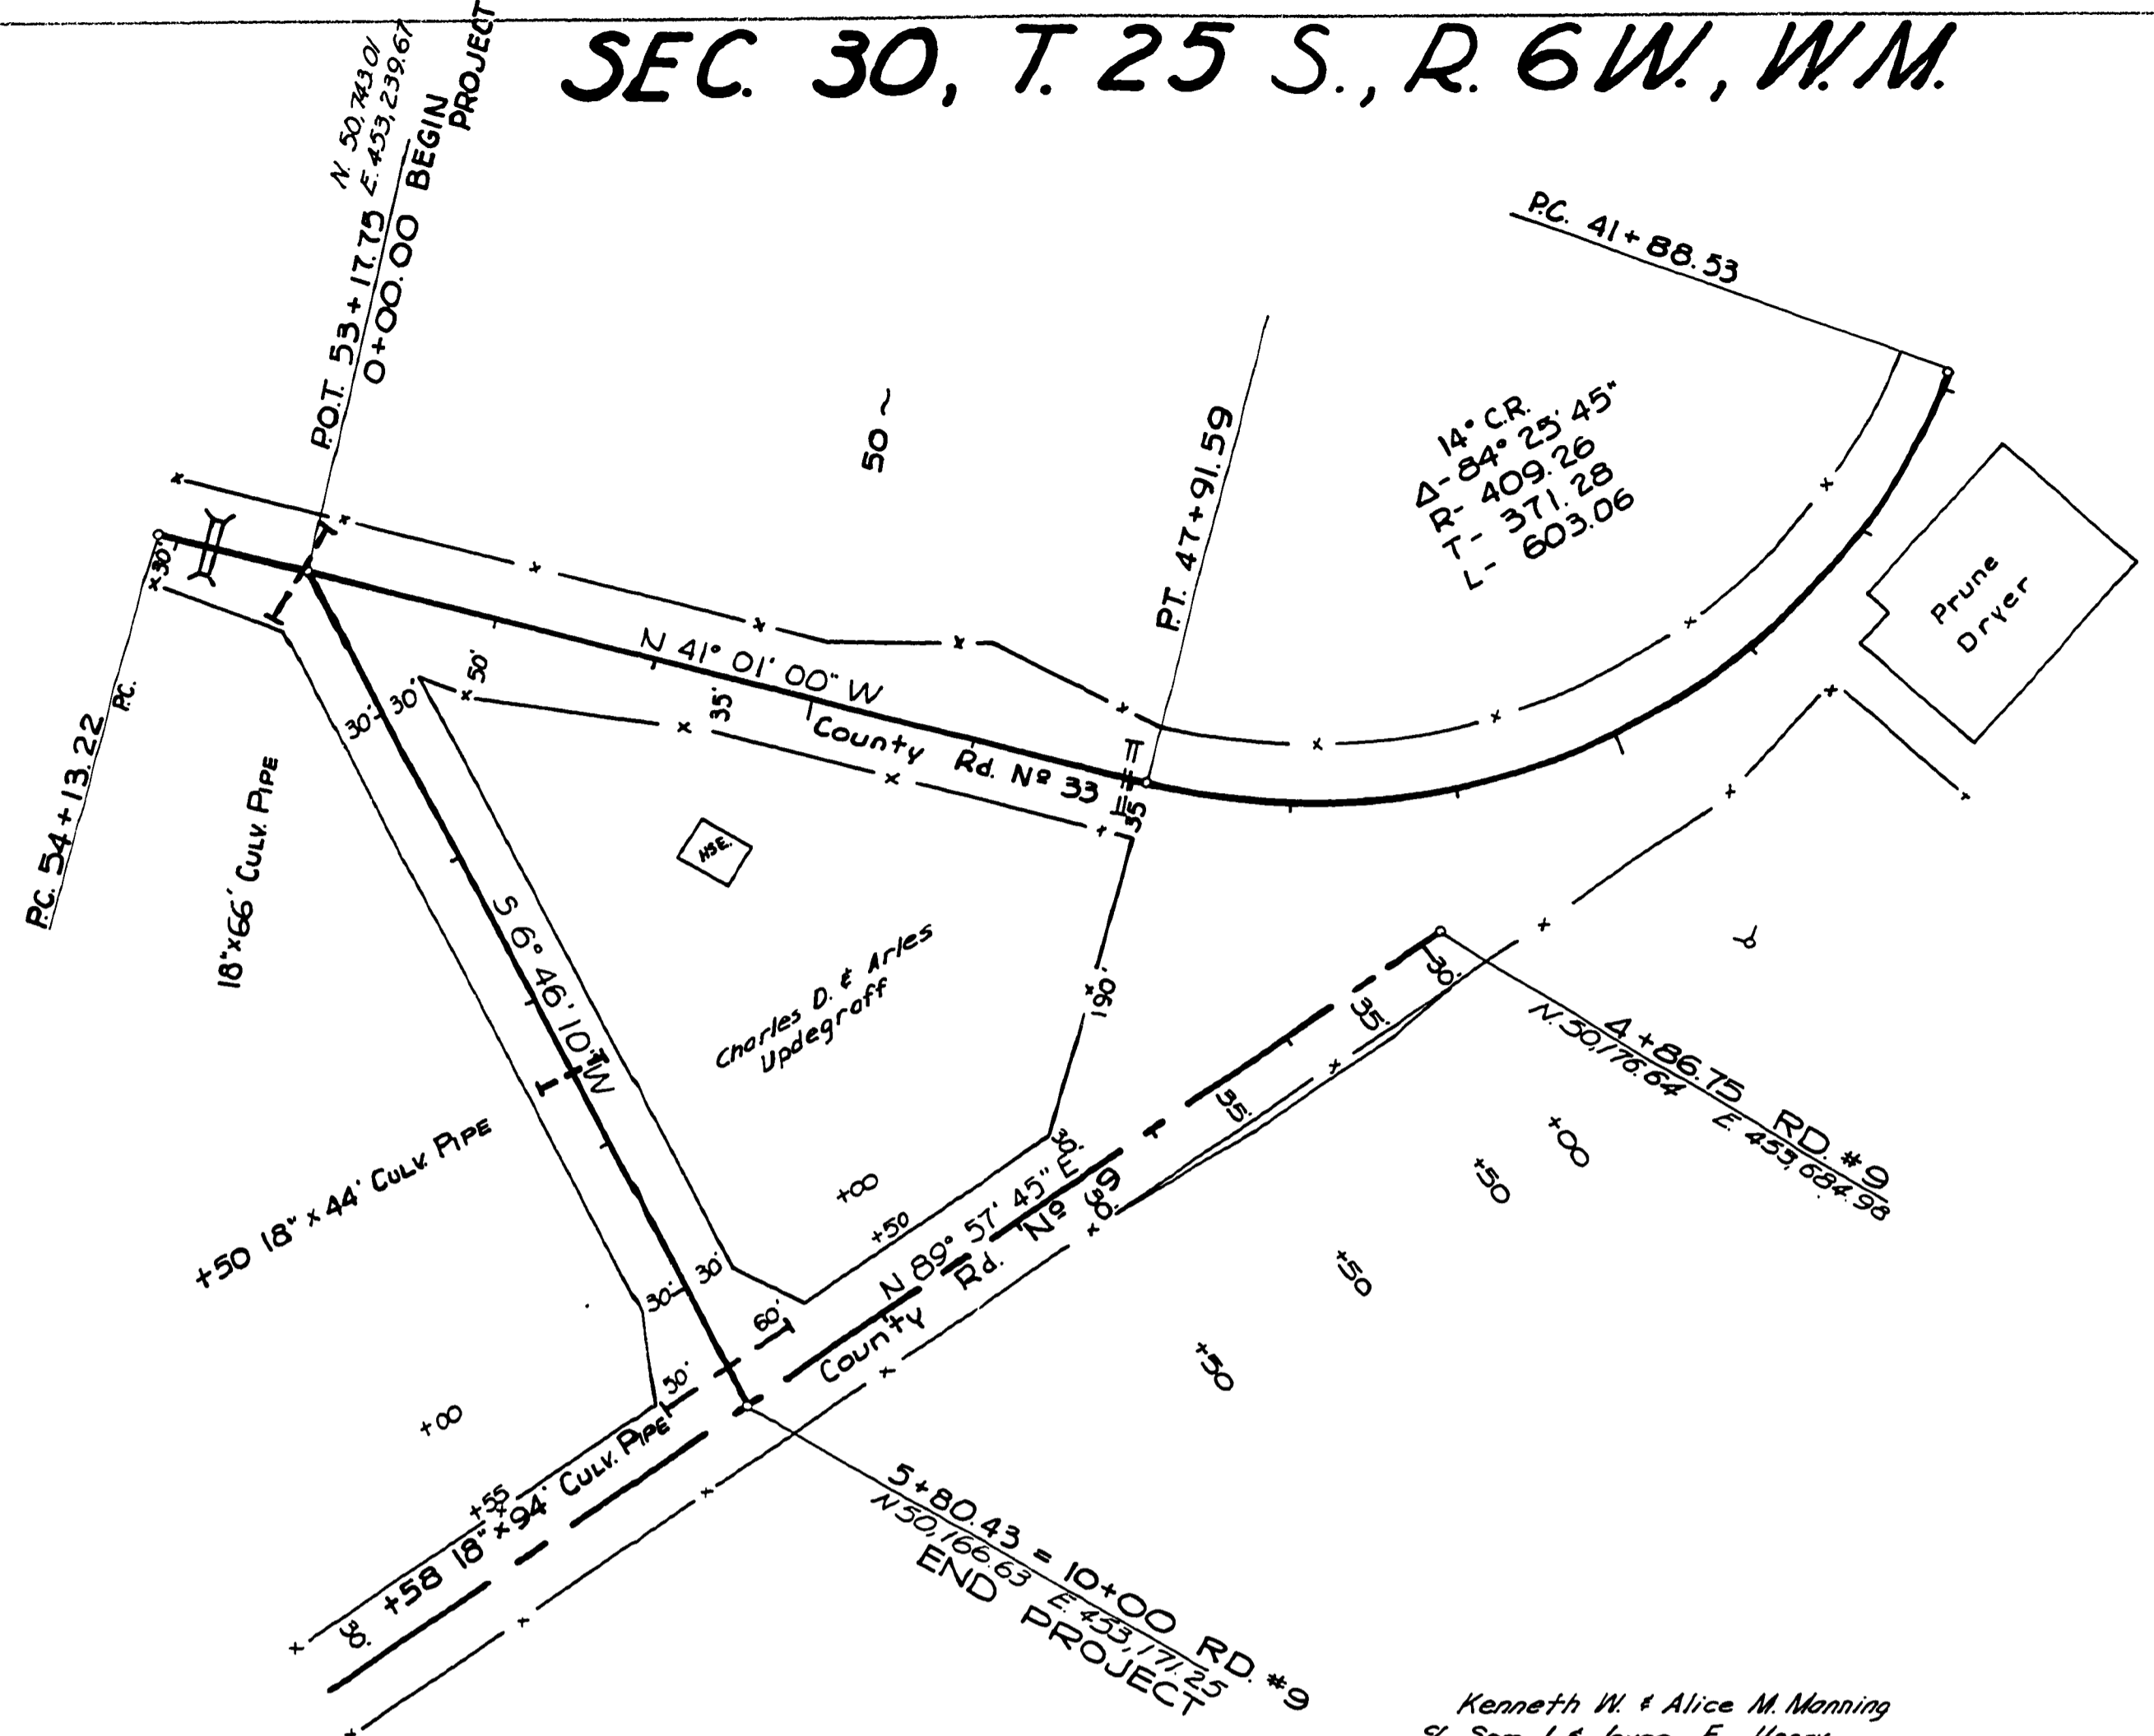 SEC. 30, T. 25 S., R. 6 W., W.M.
N. 50,743.01
E. 453,239.67
P.O.T. 53+17.75
0+00.00 BEGIN
PROJECT
P.C. 41+88.53
50 ~
P.T. 47+91.59
14° C.R.
Δ- 84° 25' 45"
R- 409.26
T- 371.28
L- 603.06
Prune
Dryer
30'
N 41° 01' 00" W
County Rd. Nº 33
50'
35'
35'
30' 30'
P.C.
P.C. 54+13.22
18"x66' CULV. PIPE
HSE.
S 6° 46' 10" W
Charles D. & Arles
Updegraff
190'
30'
35'
35'
4+86.75 RD. #9
N. 50,176.64 E. 453,684.98
+50 18"x44' CULV. PIPE
+00
+50
30'
N 89° 57' 45" E
County Rd. Nº 9
30'
+00
+50
+50
+50
30' 30'
60'
30'
+00
+55
+58 18"x94' CULV. PIPE
30'
5+80.43 = 10+00 RD. #9
N 50,166.63 E. 453,171.25
END PROJECT
Kenneth W. & Alice M. Manning